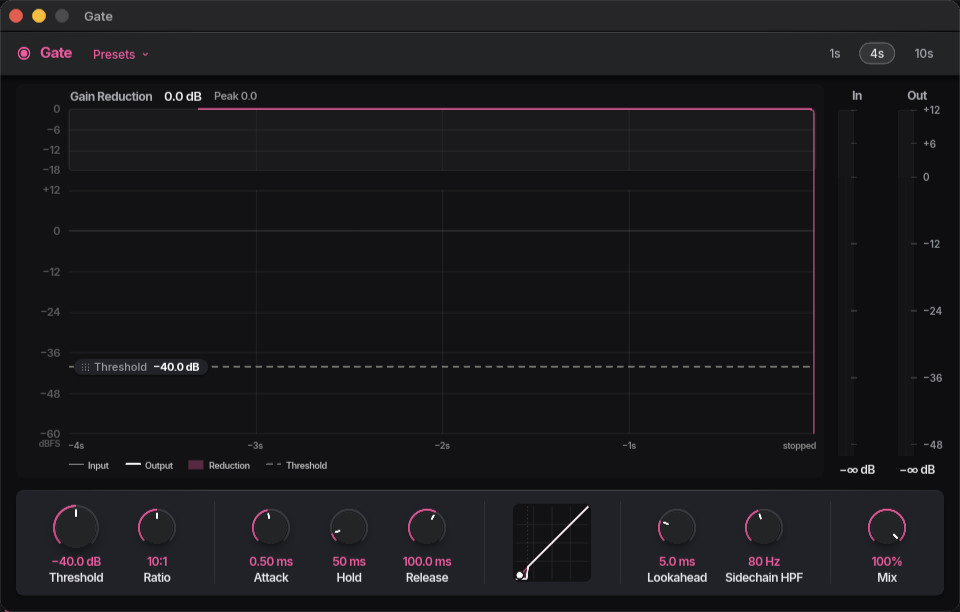 Gate
Gate Presets 1s 4s 10s
Gain Reduction 0.0 dB Peak 0.0 In Out
0 +12
−6
−12 +6
−18 0
+12
0
−12 −12
−24 −24
−36
Threshold −40.0 dB −36
−48
−60 −48
dBFS −4s −3s −2s −1s stopped
Input Output Reduction Threshold −∞ dB −∞ dB
−40.0 dB 10:1 0.50 ms 50 ms 100.0 ms 5.0 ms 80 Hz 100%
Threshold Ratio Attack Hold Release Lookahead Sidechain HPF Mix